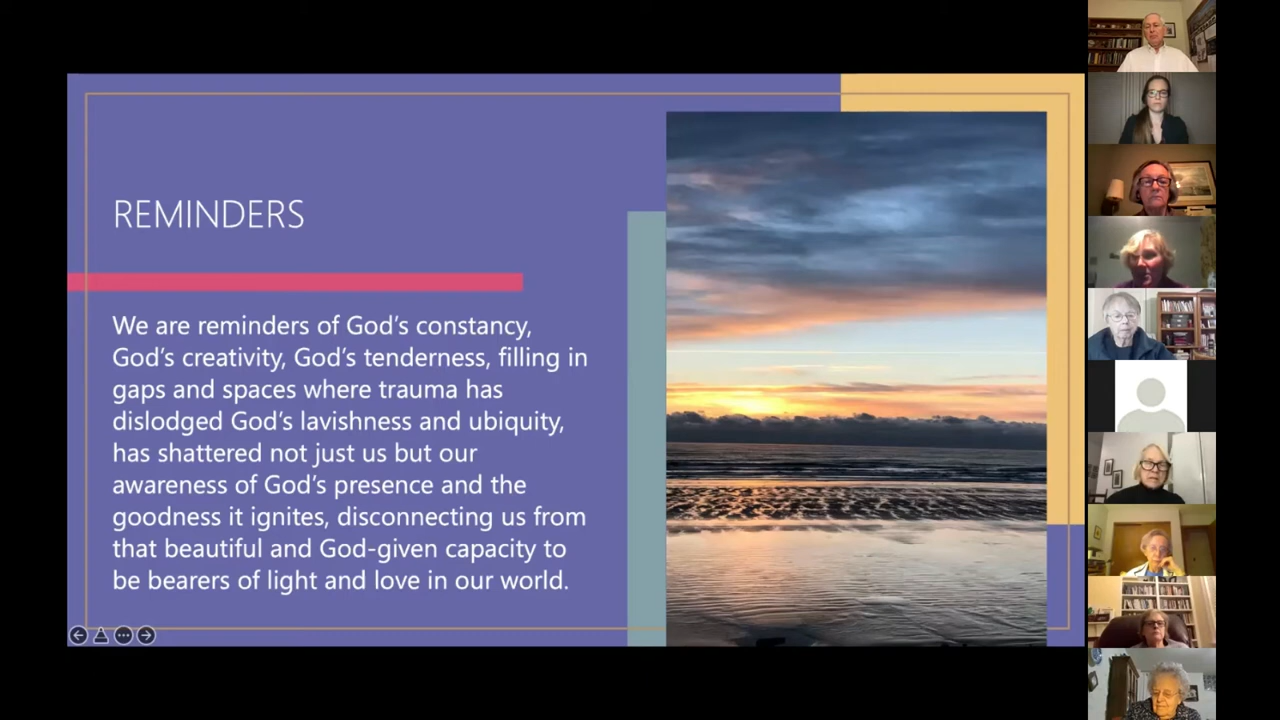 REMINDERS
We are reminders of God’s constancy,
God’s creativity, God’s tenderness, filling in
gaps and spaces where trauma has
dislodged God’s lavishness and ubiquity,
has shattered not just us but our
awareness of God’s presence and the
goodness it ignites, disconnecting us from
that beautiful and God-given capacity to
be bearers of light and love in our world.